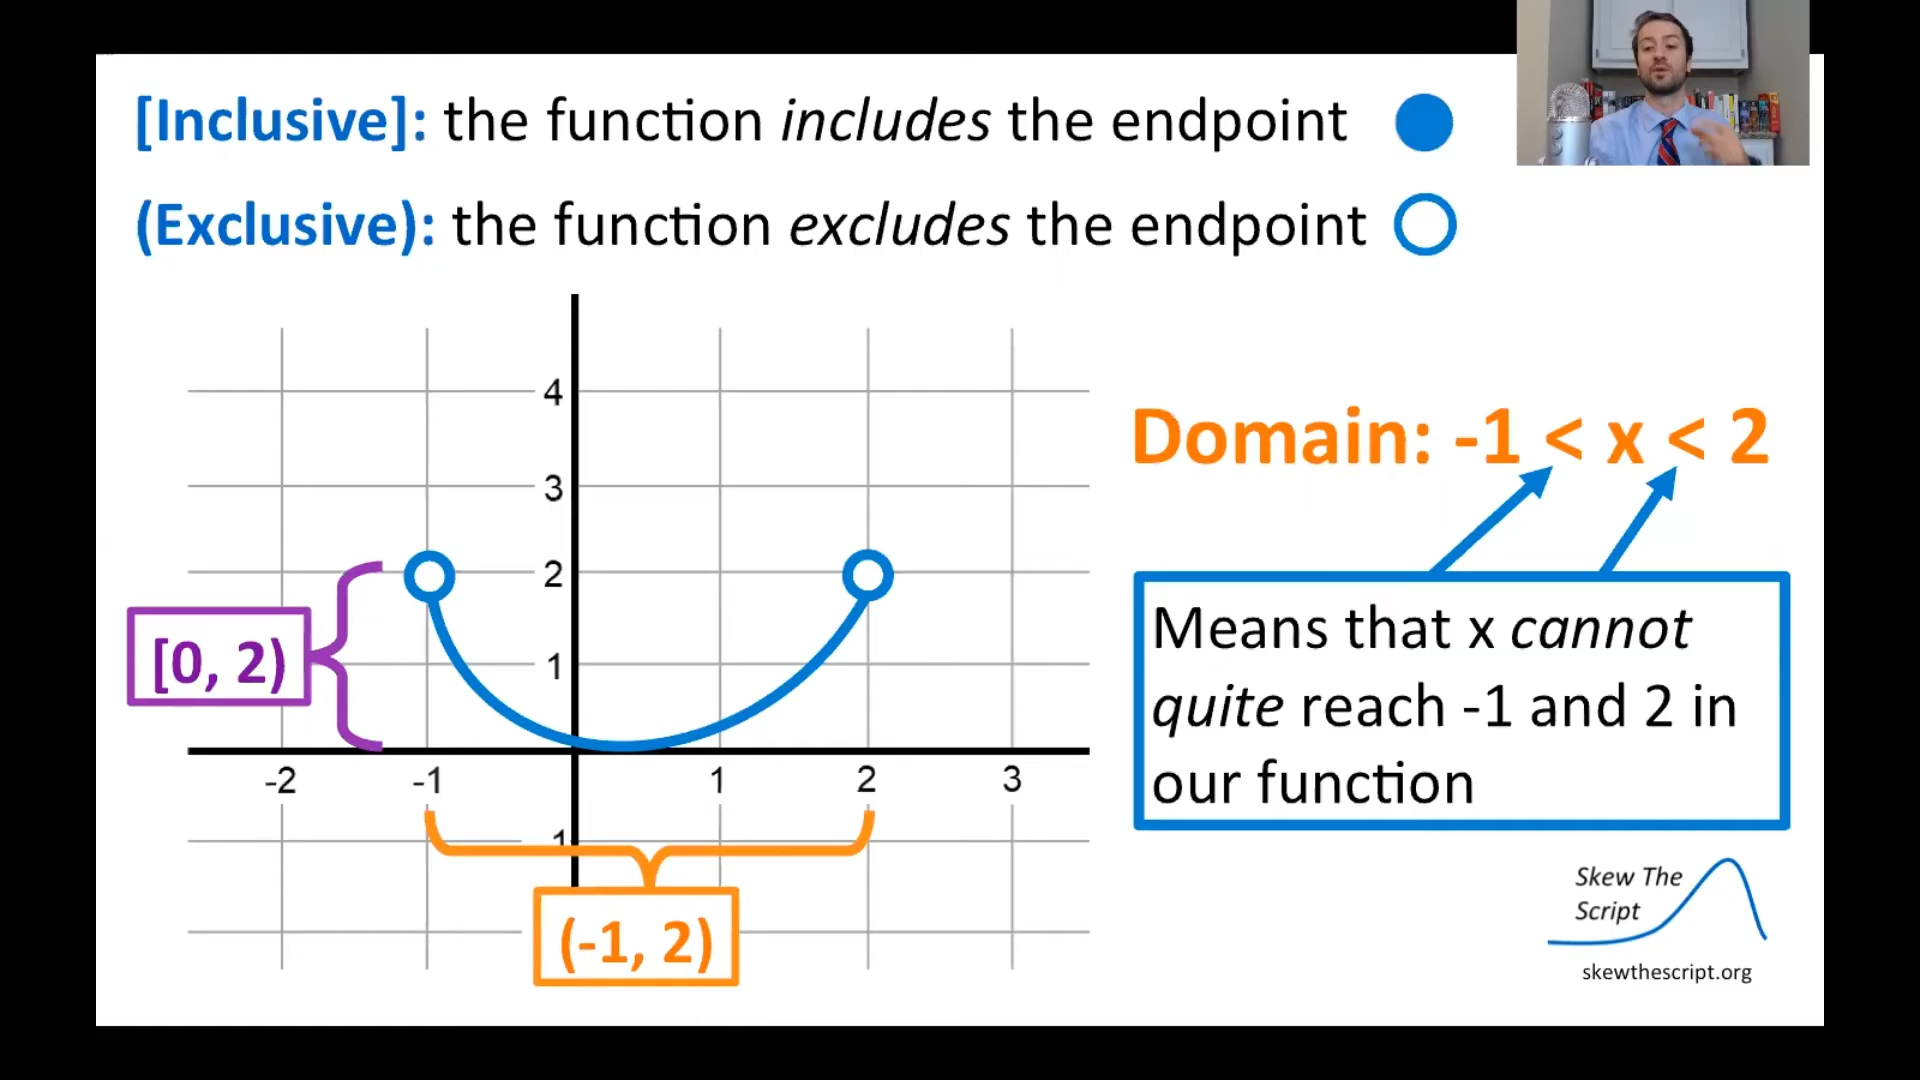 [Inclusive]: the function includes the endpoint
(Exclusive): the function excludes the endpoint
4
3
2
1
-2 -1 1 2 3
1
[0, 2)
(-1, 2)
Domain: -1 < x < 2
Means that x cannot
quite reach -1 and 2 in
our function
Skew The
Script
skewthescript.org